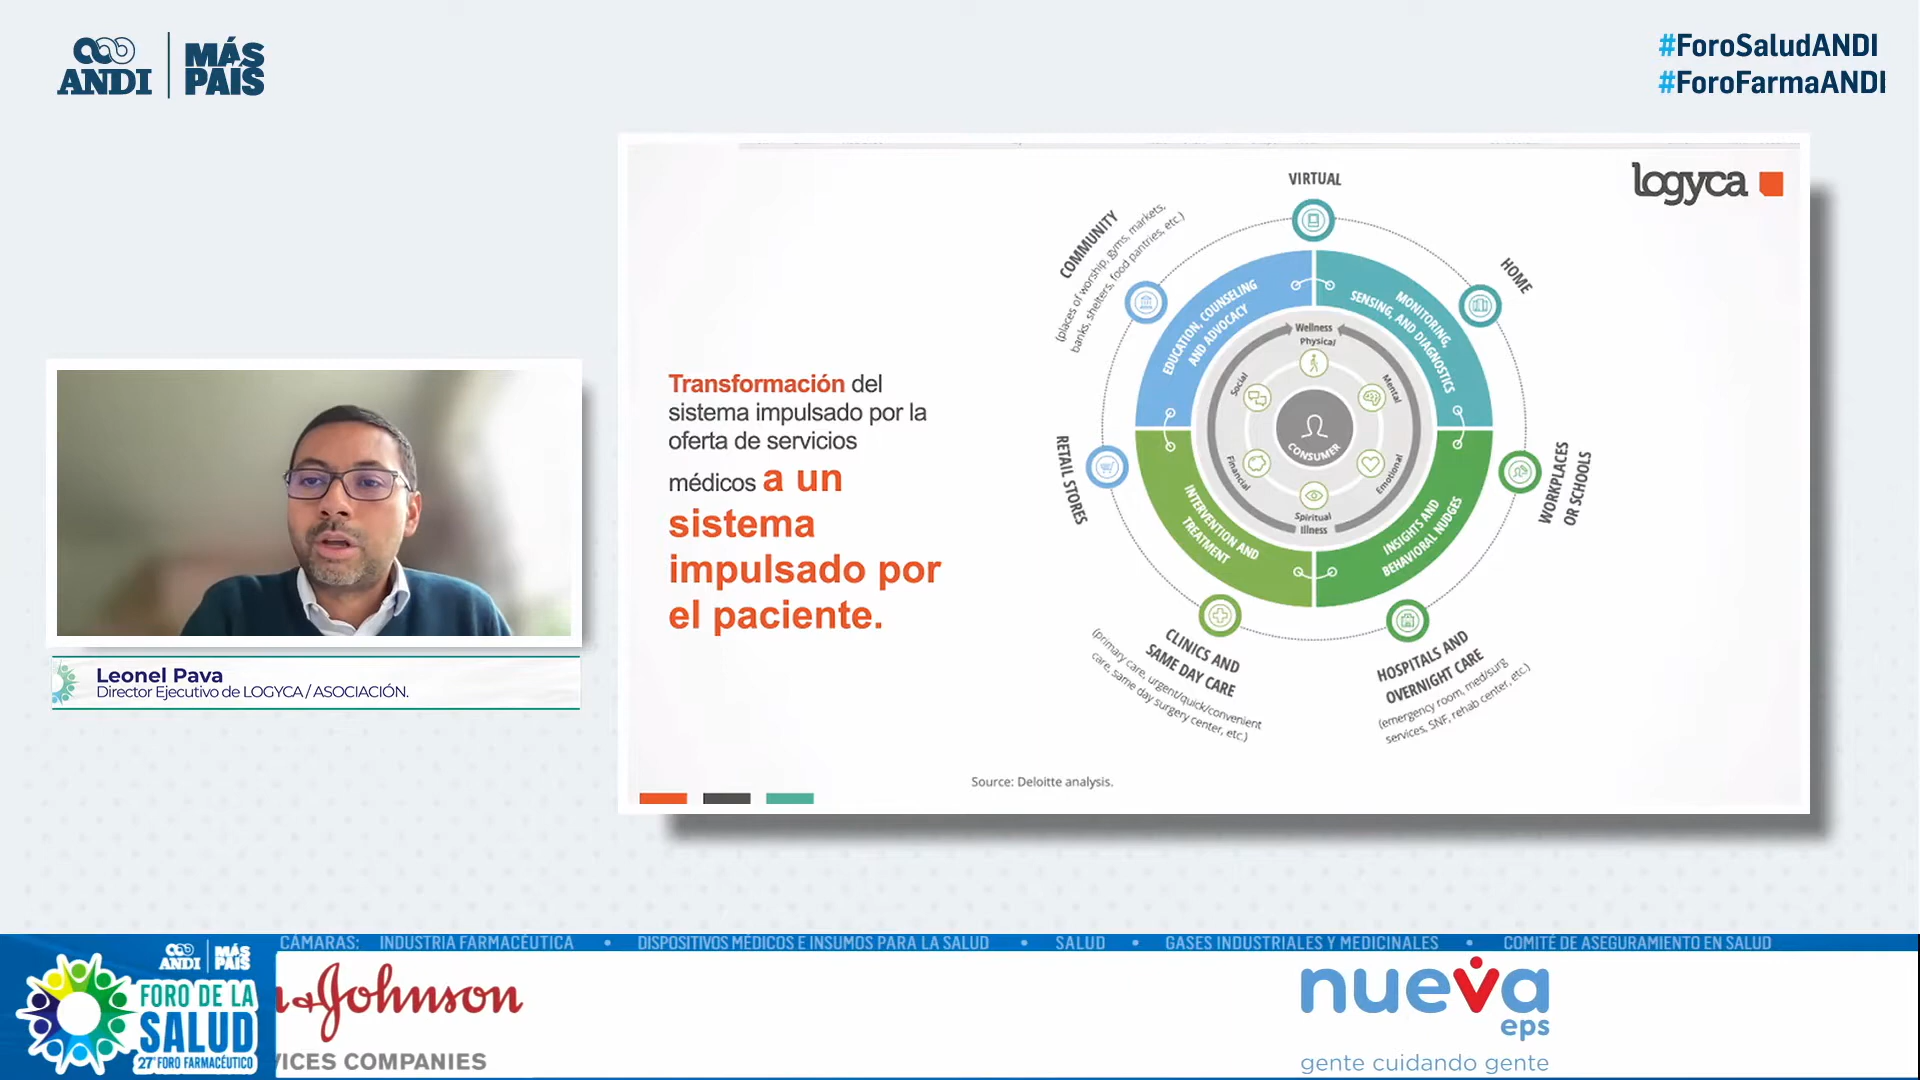 ANDI
MÁS
PAÍS
#ForoSaludANDI
#ForoFarmaANDI
logyca
Transformación del
sistema impulsado por la
oferta de servicios
médicos a un
sistema
impulsado por
el paciente.
VIRTUAL
COMMUNITY
(places of worship, gyms, markets,
banks, shelters, food pantries, etc.)
HOME
EDUCATION, COUNSELING
AND ADVOCACY
MONITORING,
SENSING, AND DIAGNOSTICS
Wellness
Physical
Social
Mental
CONSUMER
Financial
Emotional
Spiritual
Illness
RETAIL STORES
WORKPLACES
OR SCHOOLS
INTERVENTION AND
TREATMENT
INSIGHTS AND
BEHAVIORAL NUDGES
CLINICS AND
SAME DAY CARE
(primary care, urgent/quick/convenient
care, same day surgery center, etc.)
HOSPITALS AND
OVERNIGHT CARE
(emergency room, med/surg
services, SNF, rehab center, etc.)
Source: Deloitte analysis.
Leonel Pava
Director Ejecutivo de LOGYCA / ASOCIACIÓN.
CÁMARAS: INDUSTRIA FARMACÉUTICA • DISPOSITIVOS MÉDICOS E INSUMOS PARA LA SALUD • SALUD • GASES INDUSTRIALES Y MEDICINALES • COMITÉ DE ASEGURAMIENTO EN SALUD
ANDI
MÁS
PAÍS
FORO DE LA
SALUD
27° FORO FARMACÉUTICO
n&Johnson
VICES COMPANIES
nueva
eps
gente cuidando gente